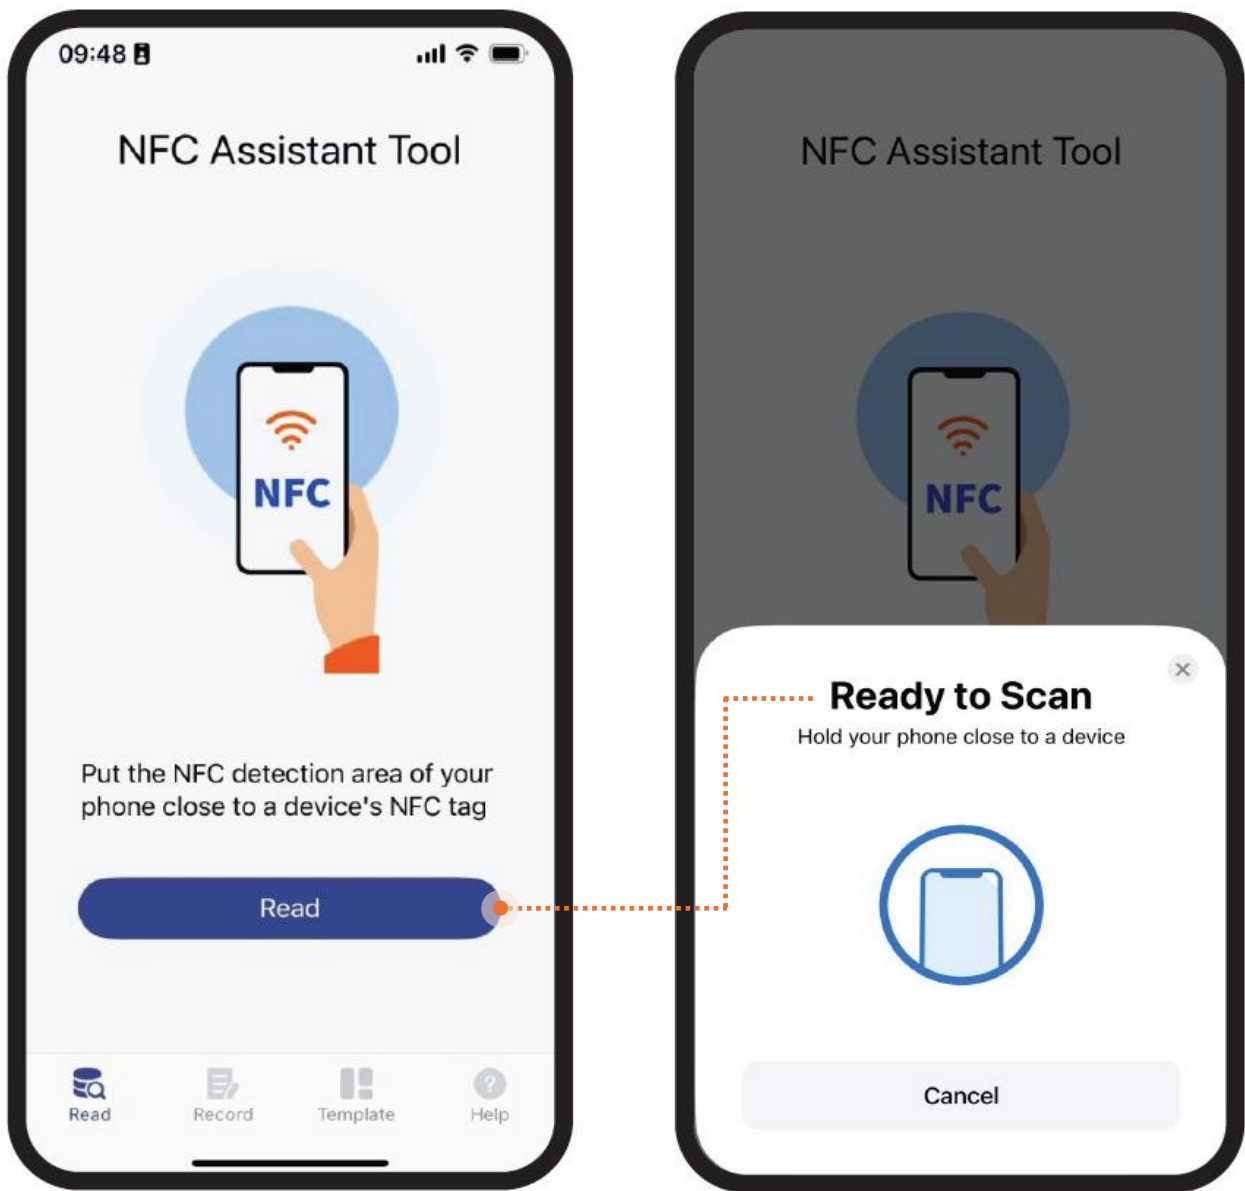 09:48
NFC Assistant Tool
NFC
Put the NFC detection area of your
phone close to a device's NFC tag
Read
Read
Record
Template
?
Help
NFC Assistant Tool
NFC
Ready to Scan
Hold your phone close to a device
Cancel